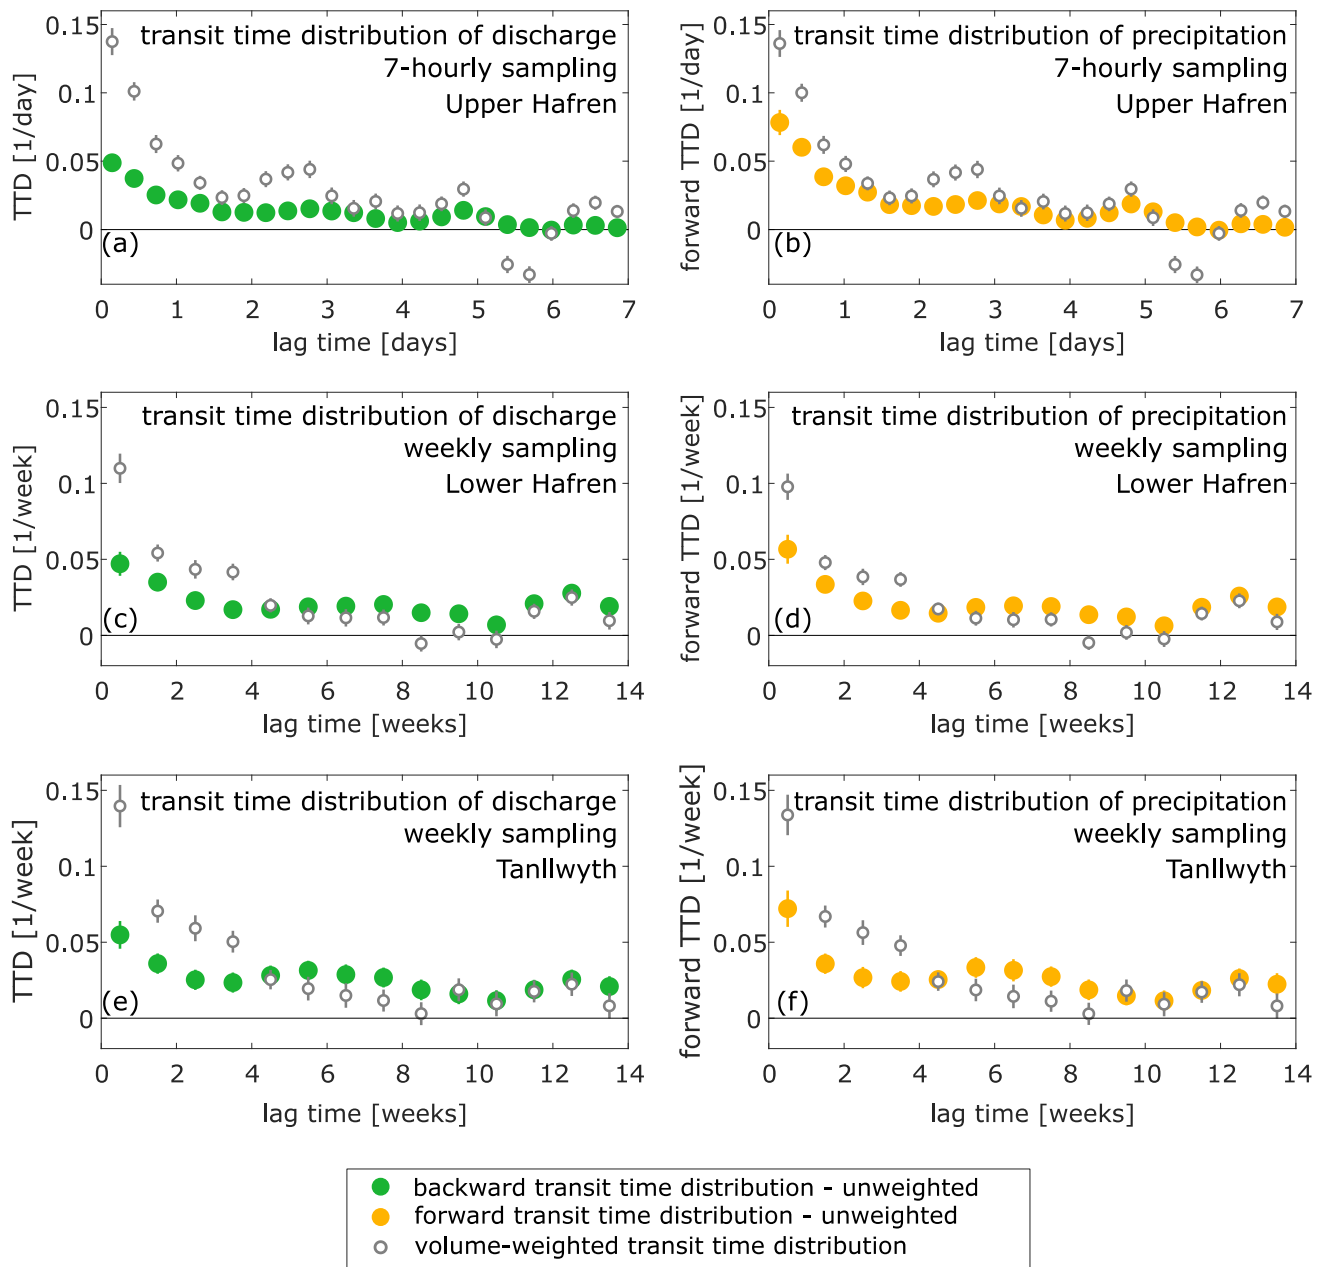 transit time distribution of discharge
7-hourly sampling
Upper Hafren
TTD [1/day]
0.15
0.1
0.05
0
(a)
0 1 2 3 4 5 6 7
lag time [days]
transit time distribution of precipitation
7-hourly sampling
Upper Hafren
forward TTD [1/day]
0.15
0.1
0.05
0
(b)
0 1 2 3 4 5 6 7
lag time [days]
transit time distribution of discharge
weekly sampling
Lower Hafren
TTD [1/week]
0.15
0.1
0.05
0
(c)
0 2 4 6 8 10 12 14
lag time [weeks]
transit time distribution of precipitation
weekly sampling
Lower Hafren
forward TTD [1/week]
0.15
0.1
0.05
0
(d)
0 2 4 6 8 10 12 14
lag time [weeks]
transit time distribution of discharge
weekly sampling
Tanllwyth
TTD [1/week]
0.15
0.1
0.05
0
(e)
0 2 4 6 8 10 12 14
lag time [weeks]
transit time distribution of precipitation
weekly sampling
Tanllwyth
forward TTD [1/week]
0.15
0.1
0.05
0
(f)
0 2 4 6 8 10 12 14
lag time [weeks]
backward transit time distribution - unweighted
forward transit time distribution - unweighted
volume-weighted transit time distribution